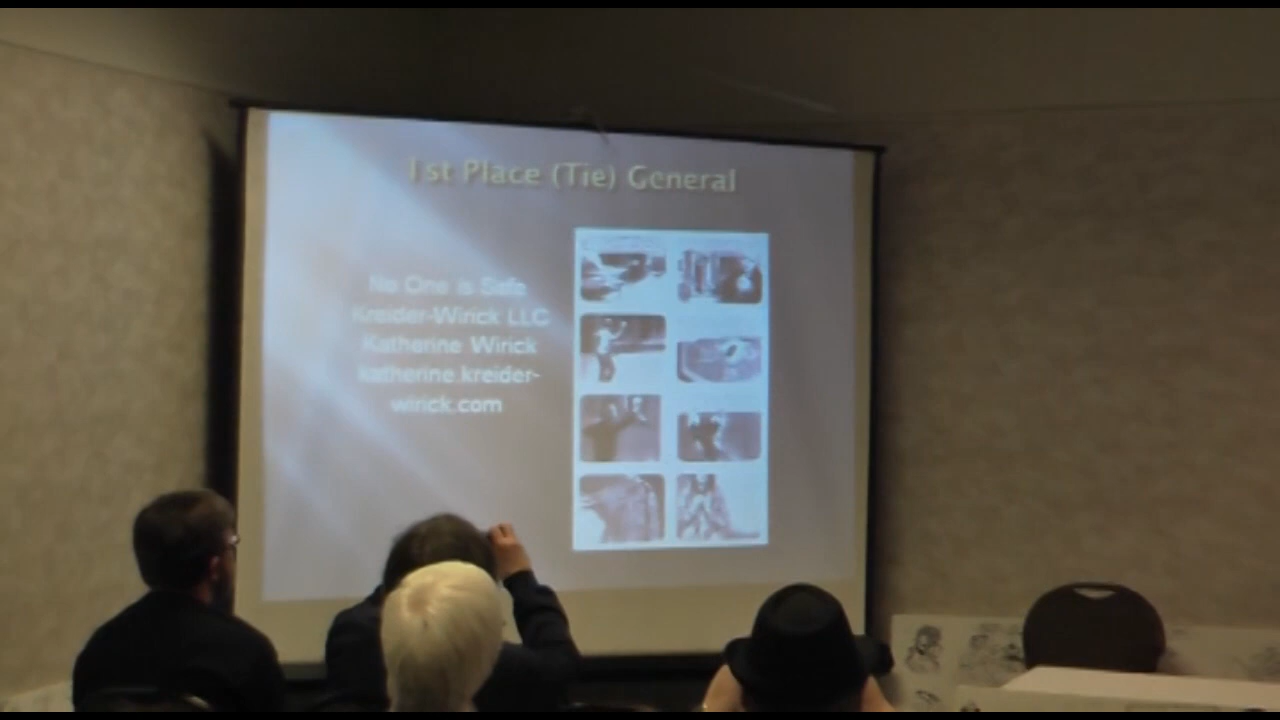 1st Place (Tie) General
No One is Safe
Kreider-Wirick LLC
Katherine Wirick
katherine.kreider-
wirick.com